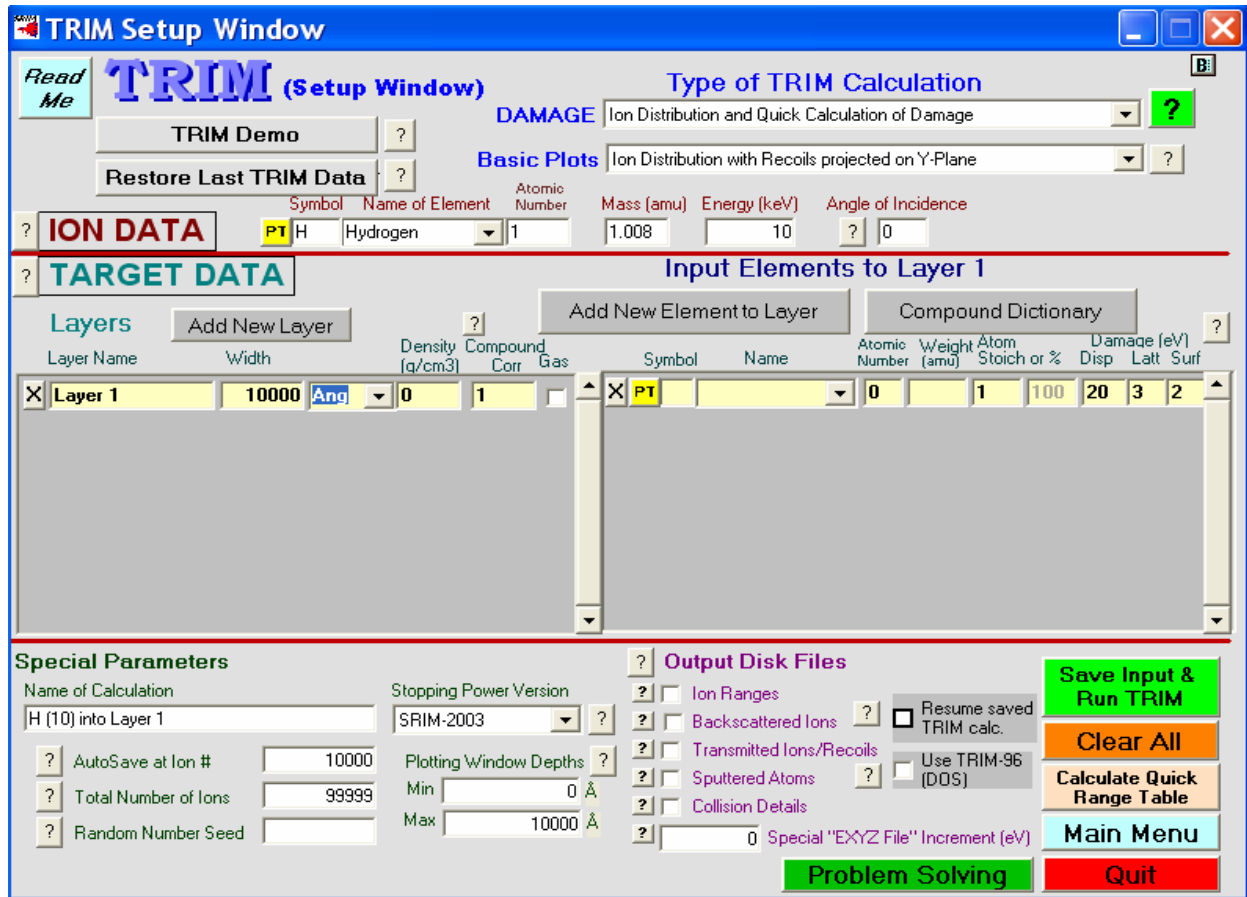 TRIM Setup Window
Read Me
TRIM (Setup Window)
Type of TRIM Calculation
B
TRIM Demo ?
DAMAGE Ion Distribution and Quick Calculation of Damage ?
Restore Last TRIM Data ?
Basic Plots Ion Distribution with Recoils projected on Y-Plane ?
Symbol Name of Element Atomic Number Mass (amu) Energy (keV) Angle of Incidence
? ION DATA PT H Hydrogen 1 1.008 10 ? 0
? TARGET DATA
Input Elements to Layer 1
Layers Add New Layer ?
Add New Element to Layer Compound Dictionary ?
Layer Name Width Density (g/cm3) Compound Corr Gas
Symbol Name Atomic Number Weight (amu) Atom Stoich or % Damage (eV) Disp Latt Surf
X Layer 1 10000 Ang 0 1
X PT 0 1 100 20 3 2
Special Parameters
Name of Calculation
H (10) into Layer 1
Stopping Power Version
SRIM-2003 ?
? AutoSave at Ion # 10000
? Total Number of Ions 99999
? Random Number Seed
Plotting Window Depths ?
Min 0 Å
Max 10000 Å
? Output Disk Files
? Ion Ranges
? Backscattered Ions
? Transmitted Ions/Recoils
? Sputtered Atoms
? Collision Details
? 0 Special "EXYZ File" Increment (eV)
? Resume saved TRIM calc.
? Use TRIM-96 (DOS)
Save Input & Run TRIM
Clear All
Calculate Quick Range Table
Main Menu
Problem Solving
Quit